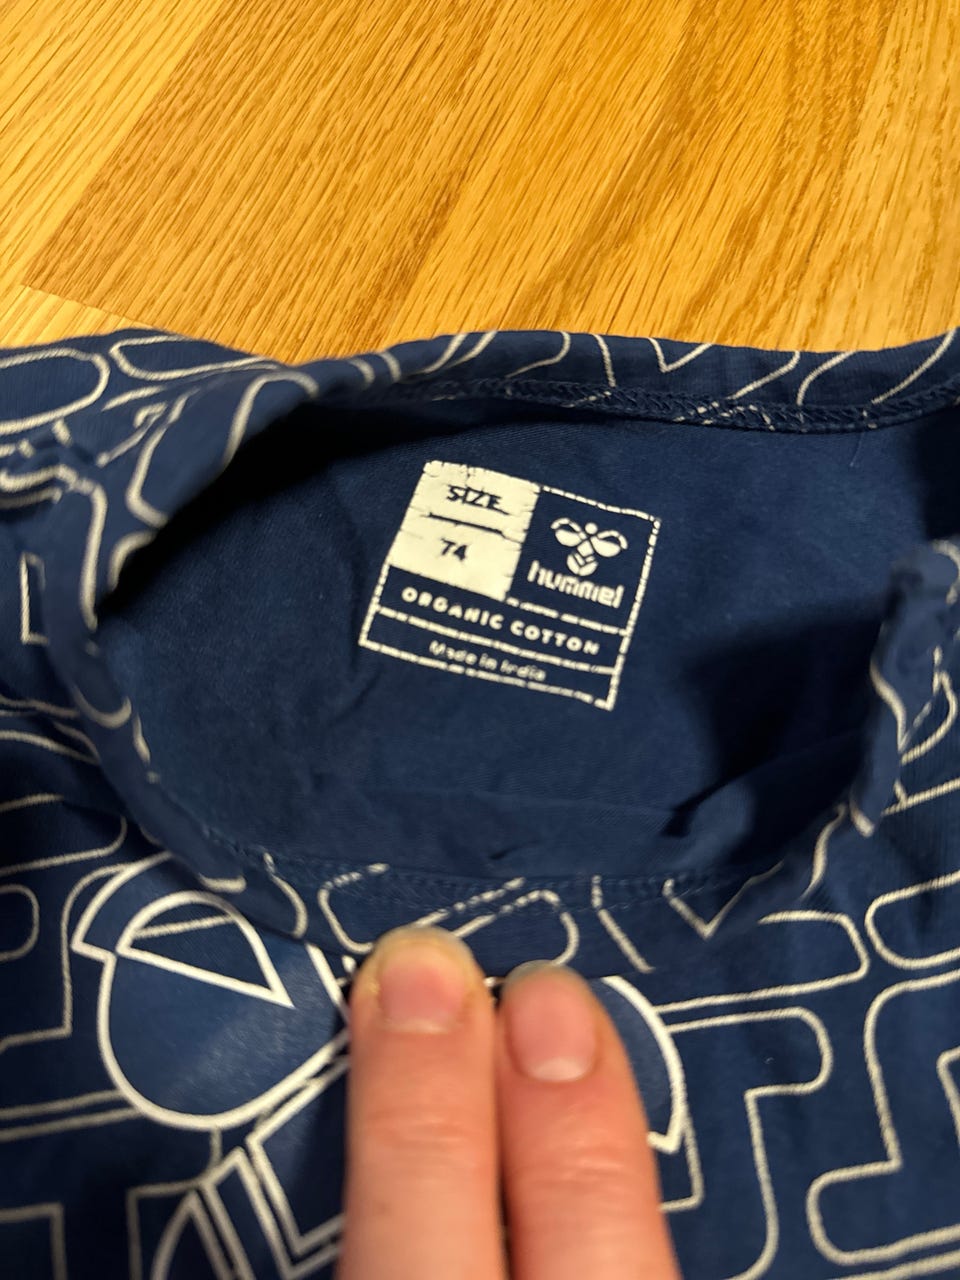 SIZE
74
hummel
ORGANIC COTTON
Made in India